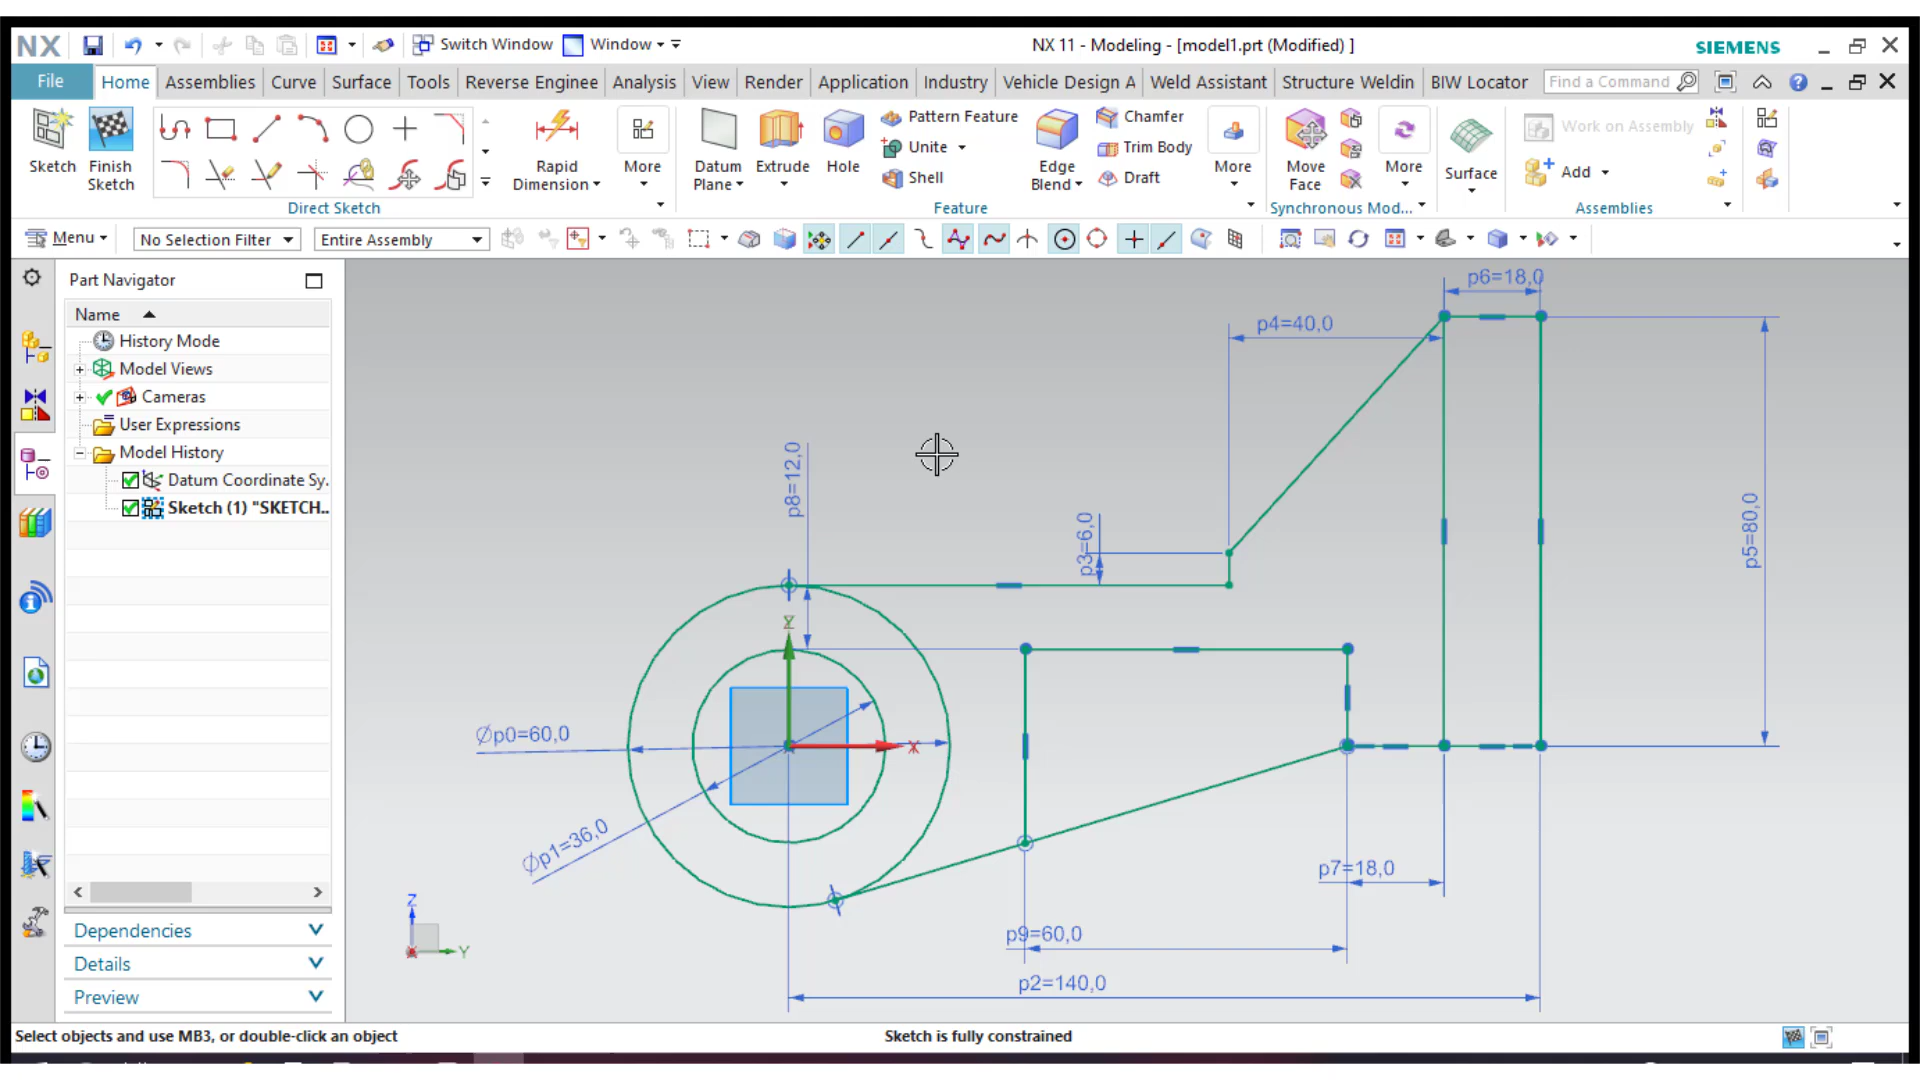 NX
Switch Window
Window
NX 11 - Modeling - [model1.prt (Modified) ]
SIEMENS
File
Home
Assemblies
Curve
Surface
Tools
Reverse Enginee
Analysis
View
Render
Application
Industry
Vehicle Design A
Weld Assistant
Structure Weldin
BIW Locator
Find a Command
Sketch
Finish Sketch
Direct Sketch
Rapid Dimension
More
Datum Plane
Extrude
Hole
Pattern Feature
Unite
Shell
Edge Blend
Chamfer
Trim Body
Draft
More
Feature
Move Face
More
Synchronous Mod...
Surface
Work on Assembly
Add
Assemblies
Menu
No Selection Filter
Entire Assembly
Part Navigator
Name
History Mode
Model Views
Cameras
User Expressions
Model History
Datum Coordinate Sy.
Sketch (1) "SKETCH..
Dependencies
Details
Preview
p6=18,0
p4=40,0
p8=12,0
p3=6,0
p5=80,0
Z
X
Øp0=60,0
Øp1=36,0
p7=18,0
p9=60,0
p2=140,0
Z
Y
Select objects and use MB3, or double-click an object
Sketch is fully constrained